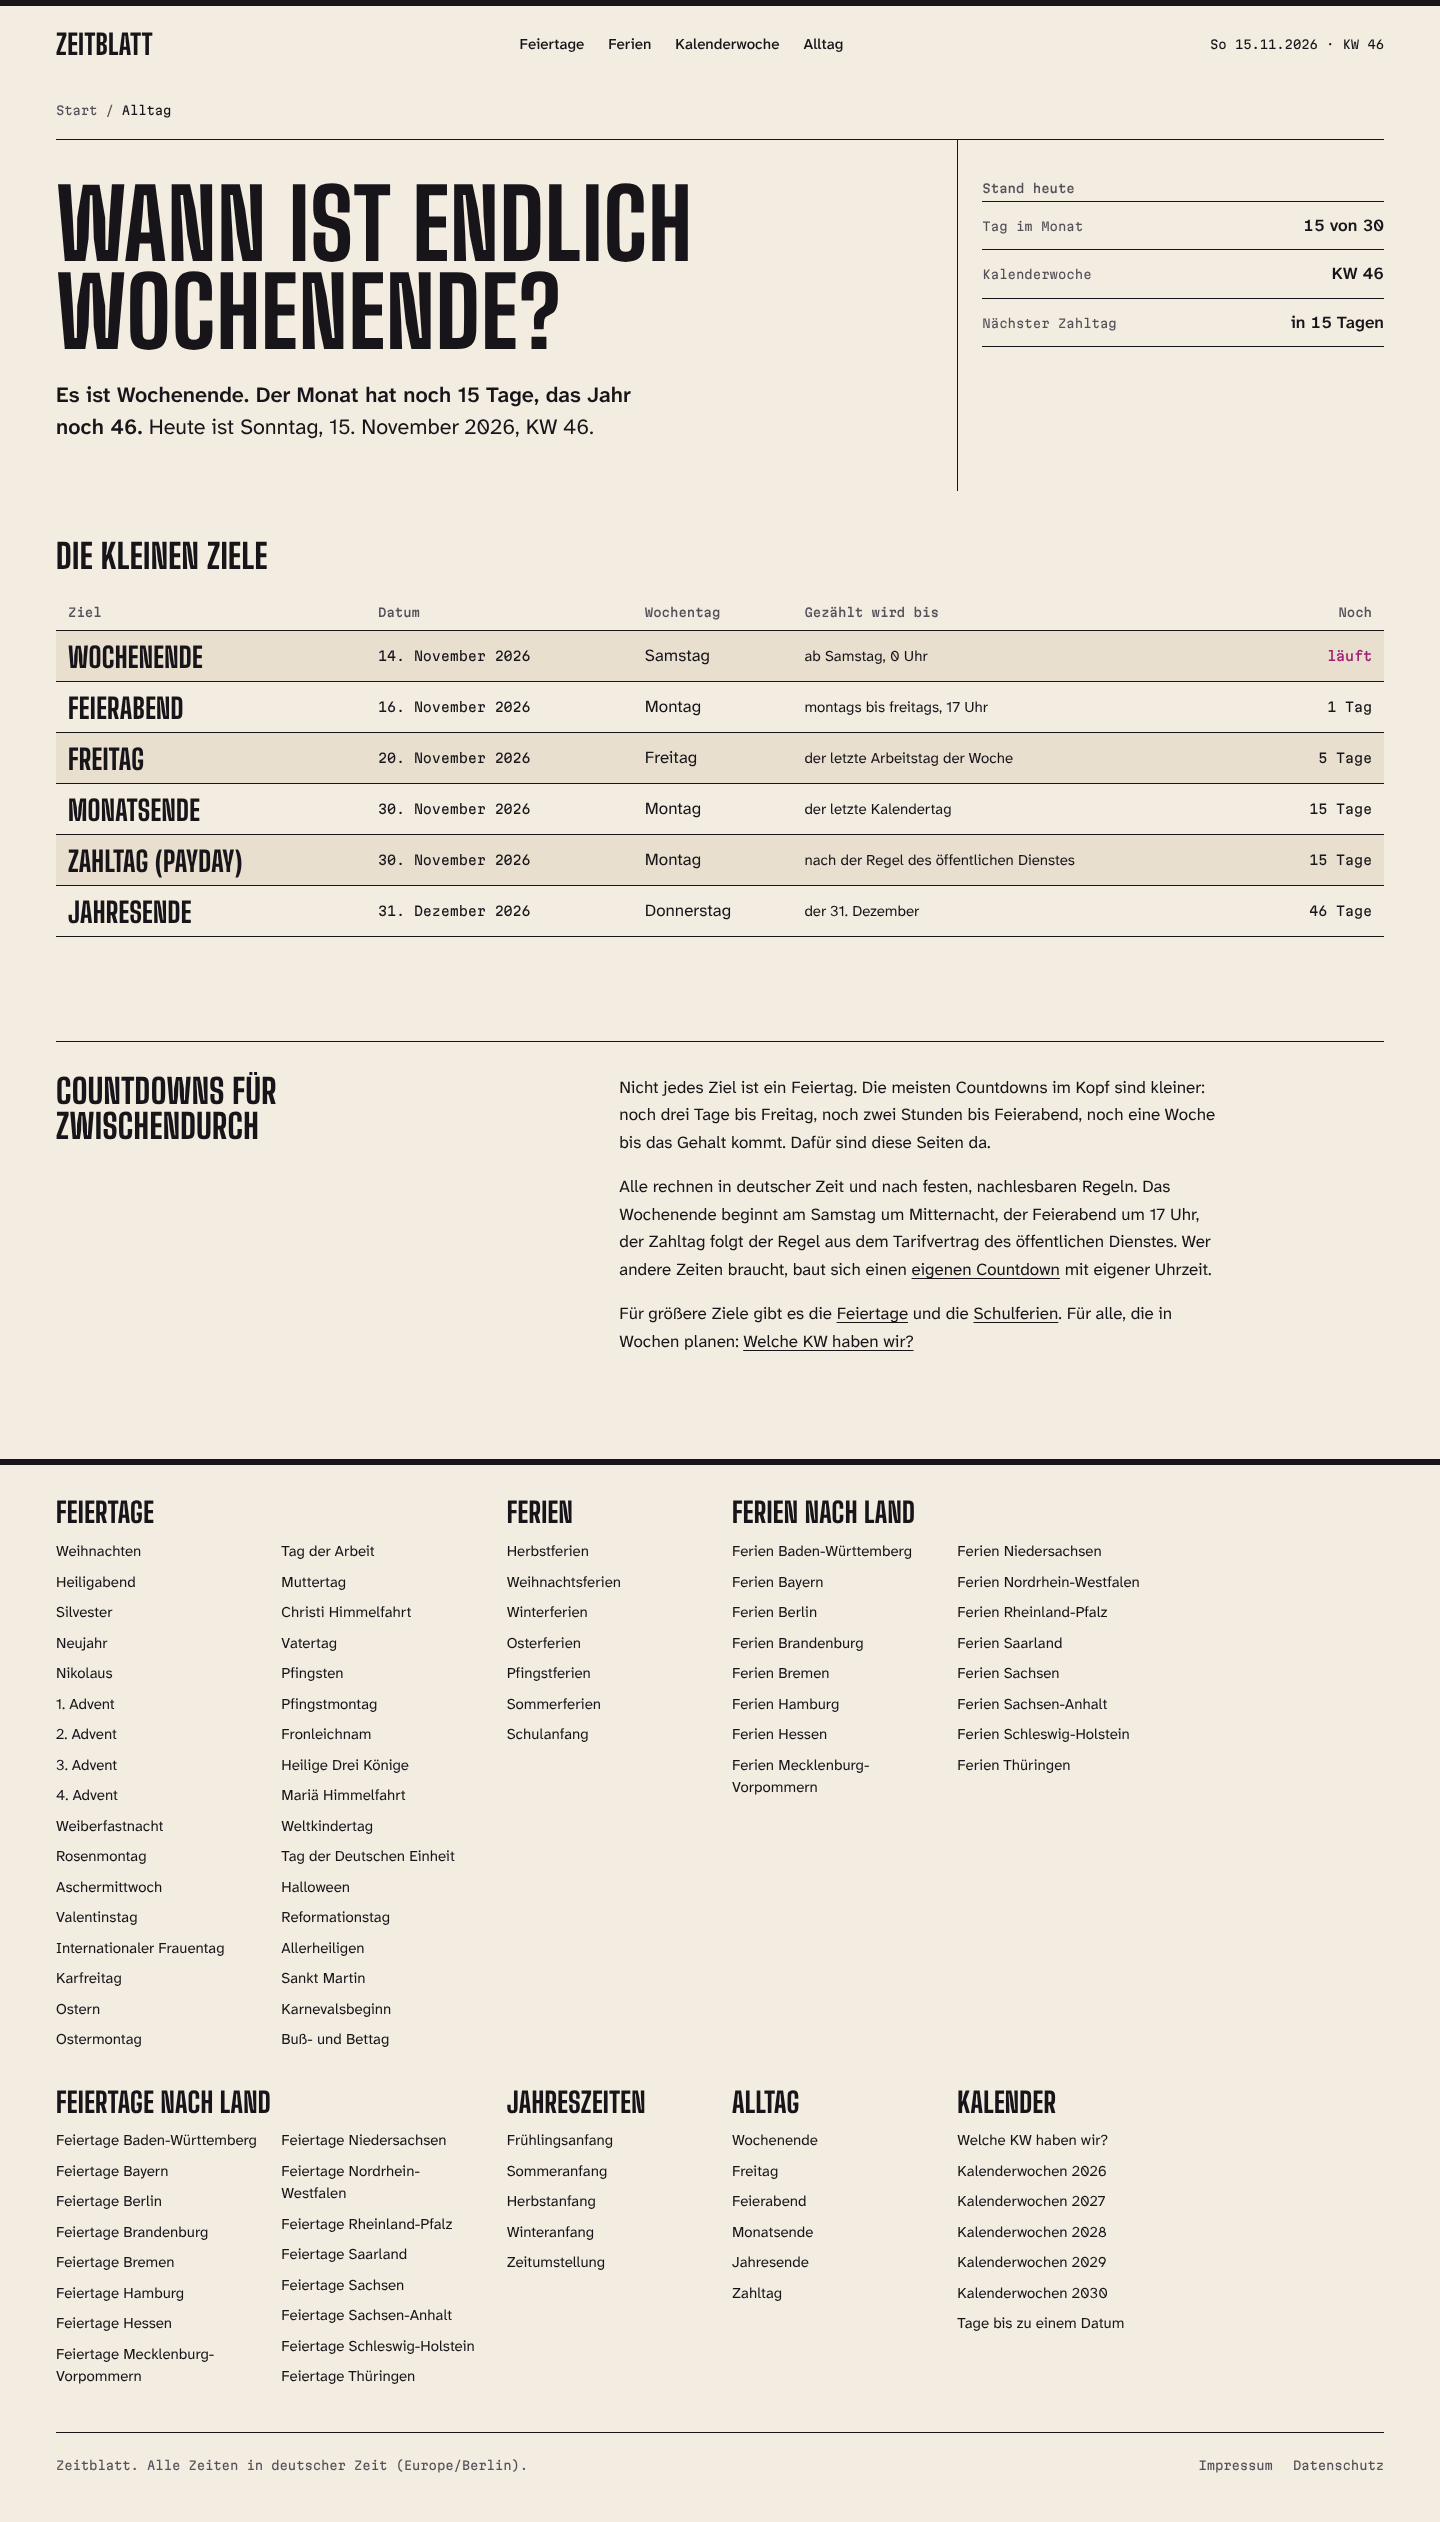 ZEITBLATT
Feiertage Ferien Kalenderwoche Alltag
So 15.11.2026 · KW 46
Start / Alltag
WANN IST ENDLICH
WOCHENENDE?
Es ist Wochenende. Der Monat hat noch 15 Tage, das Jahr
noch 46. Heute ist Sonntag, 15. November 2026, KW 46.
Stand heute
Tag im Monat 15 von 30
Kalenderwoche KW 46
Nächster Zahltag in 15 Tagen
DIE KLEINEN ZIELE
Ziel Datum Wochentag Gezählt wird bis Noch
WOCHENENDE 14. November 2026 Samstag ab Samstag, 0 Uhr läuft
FEIERABEND 16. November 2026 Montag montags bis freitags, 17 Uhr 1 Tag
FREITAG 20. November 2026 Freitag der letzte Arbeitstag der Woche 5 Tage
MONATSENDE 30. November 2026 Montag der letzte Kalendertag 15 Tage
ZAHLTAG (PAYDAY) 30. November 2026 Montag nach der Regel des öffentlichen Dienstes 15 Tage
JAHRESENDE 31. Dezember 2026 Donnerstag der 31. Dezember 46 Tage
COUNTDOWNS FÜR
ZWISCHENDURCH
Nicht jedes Ziel ist ein Feiertag. Die meisten Countdowns im Kopf sind kleiner:
noch drei Tage bis Freitag, noch zwei Stunden bis Feierabend, noch eine Woche
bis das Gehalt kommt. Dafür sind diese Seiten da.
Alle rechnen in deutscher Zeit und nach festen, nachlesbaren Regeln. Das
Wochenende beginnt am Samstag um Mitternacht, der Feierabend um 17 Uhr,
der Zahltag folgt der Regel aus dem Tarifvertrag des öffentlichen Dienstes. Wer
andere Zeiten braucht, baut sich einen eigenen Countdown mit eigener Uhrzeit.
Für größere Ziele gibt es die Feiertage und die Schulferien. Für alle, die in
Wochen planen: Welche KW haben wir?
FEIERTAGE
Weihnachten
Heiligabend
Silvester
Neujahr
Nikolaus
1. Advent
2. Advent
3. Advent
4. Advent
Weiberfastnacht
Rosenmontag
Aschermittwoch
Valentinstag
Internationaler Frauentag
Karfreitag
Ostern
Ostermontag
Tag der Arbeit
Muttertag
Christi Himmelfahrt
Vatertag
Pfingsten
Pfingstmontag
Fronleichnam
Heilige Drei Könige
Mariä Himmelfahrt
Weltkindertag
Tag der Deutschen Einheit
Halloween
Reformationstag
Allerheiligen
Sankt Martin
Karnevalsbeginn
Buß- und Bettag
FERIEN
Herbstferien
Weihnachtsferien
Winterferien
Osterferien
Pfingstferien
Sommerferien
Schulanfang
FERIEN NACH LAND
Ferien Baden-Württemberg
Ferien Bayern
Ferien Berlin
Ferien Brandenburg
Ferien Bremen
Ferien Hamburg
Ferien Hessen
Ferien Mecklenburg-
Vorpommern
Ferien Niedersachsen
Ferien Nordrhein-Westfalen
Ferien Rheinland-Pfalz
Ferien Saarland
Ferien Sachsen
Ferien Sachsen-Anhalt
Ferien Schleswig-Holstein
Ferien Thüringen
FEIERTAGE NACH LAND
Feiertage Baden-Württemberg
Feiertage Bayern
Feiertage Berlin
Feiertage Brandenburg
Feiertage Bremen
Feiertage Hamburg
Feiertage Hessen
Feiertage Mecklenburg-
Vorpommern
Feiertage Niedersachsen
Feiertage Nordrhein-
Westfalen
Feiertage Rheinland-Pfalz
Feiertage Saarland
Feiertage Sachsen
Feiertage Sachsen-Anhalt
Feiertage Schleswig-Holstein
Feiertage Thüringen
JAHRESZEITEN
Frühlingsanfang
Sommeranfang
Herbstanfang
Winteranfang
Zeitumstellung
ALLTAG
Wochenende
Freitag
Feierabend
Monatsende
Jahresende
Zahltag
KALENDER
Welche KW haben wir?
Kalenderwochen 2026
Kalenderwochen 2027
Kalenderwochen 2028
Kalenderwochen 2029
Kalenderwochen 2030
Tage bis zu einem Datum
Zeitblatt. Alle Zeiten in deutscher Zeit (Europe/Berlin).
Impressum Datenschutz